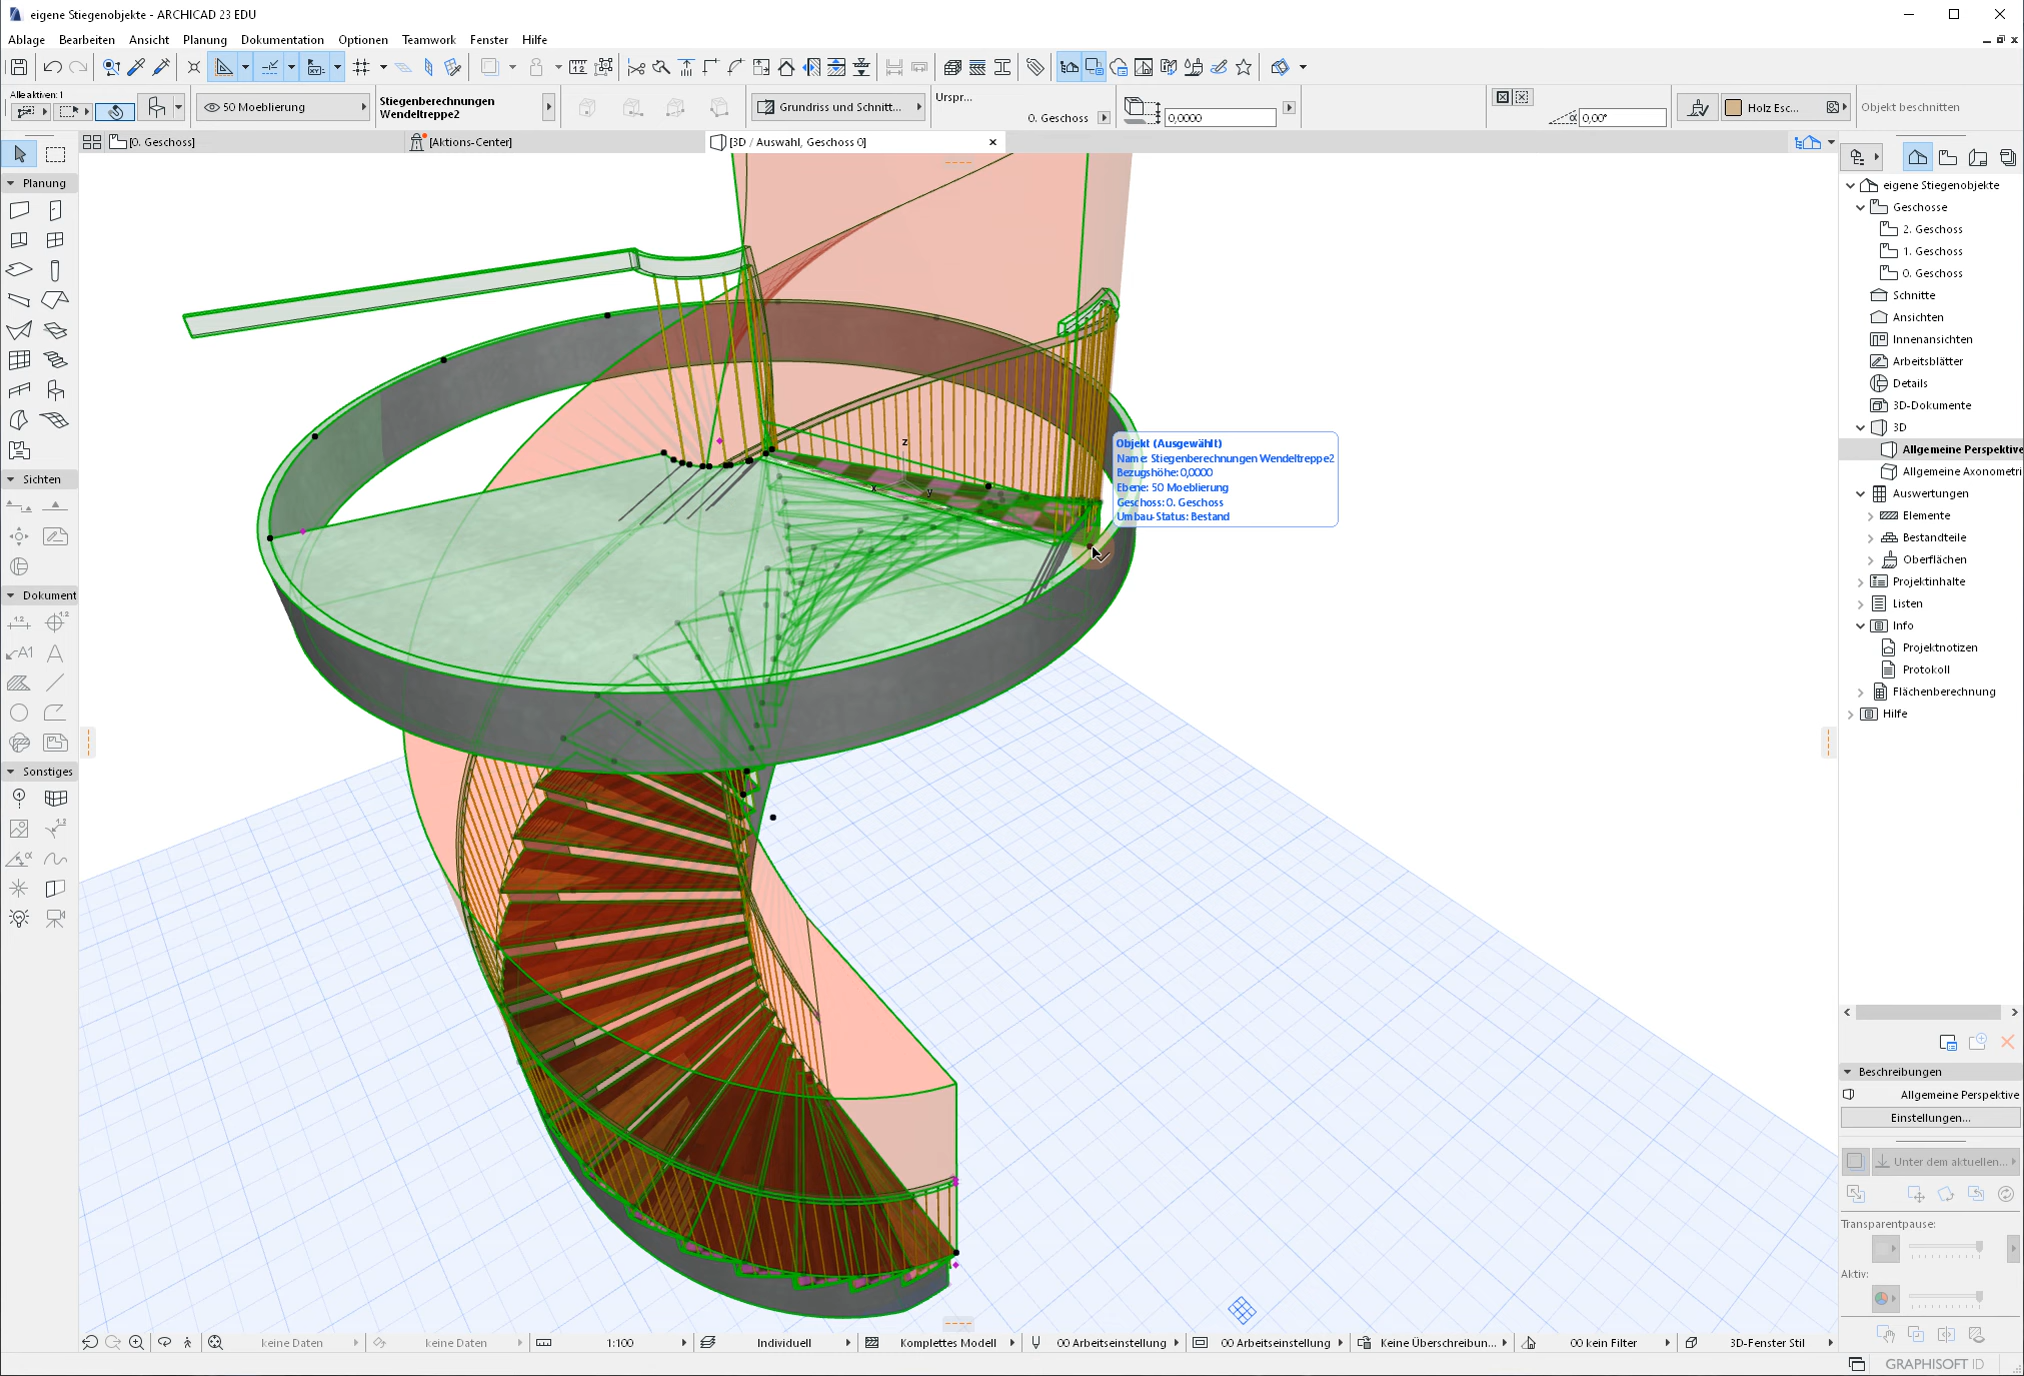 eigene Stiegenobjekte - ARCHICAD 23 EDU
Ablage Bearbeiten Ansicht Planung Dokumentation Optionen Teamwork Fenster Hilfe
Alle aktiven: 1
50 Moeblierung
Stiegenberechnungen
Wendeltreppe2
Grundriss und Schnitt...
Urspr...
0. Geschoss
0,0000
0,00°
Holz Esc...
Objekt beschnitten
[0. Geschoss]
[Aktions-Center]
[3D / Auswahl, Geschoss 0]
Planung
Sichten
Dokument
Sonstiges
z
x
y
Objekt (Ausgewählt)
Name: Stiegenberechnungen Wendeltreppe2
Bezugshöhe: 0,0000
Ebene: 50 Moeblierung
Geschoss: 0. Geschoss
Umbau-Status: Bestand
eigene Stiegenobjekte
Geschosse
2. Geschoss
1. Geschoss
0. Geschoss
Schnitte
Ansichten
Innenansichten
Arbeitsblätter
Details
3D-Dokumente
3D
Allgemeine Perspektive
Allgemeine Axonometri
Auswertungen
Elemente
Bestandteile
Oberflächen
Projektinhalte
Listen
Info
Projektnotizen
Protokoll
Flächenberechnung
Hilfe
Beschreibungen
Allgemeine Perspektive
Einstellungen...
Unter dem aktuellen...
Transparentpause:
Aktiv:
keine Daten
keine Daten
1:100
Individuell
Komplettes Modell
00 Arbeitseinstellung
00 Arbeitseinstellung
Keine Überschreibun...
00 kein Filter
3D-Fenster Stil
GRAPHISOFT ID